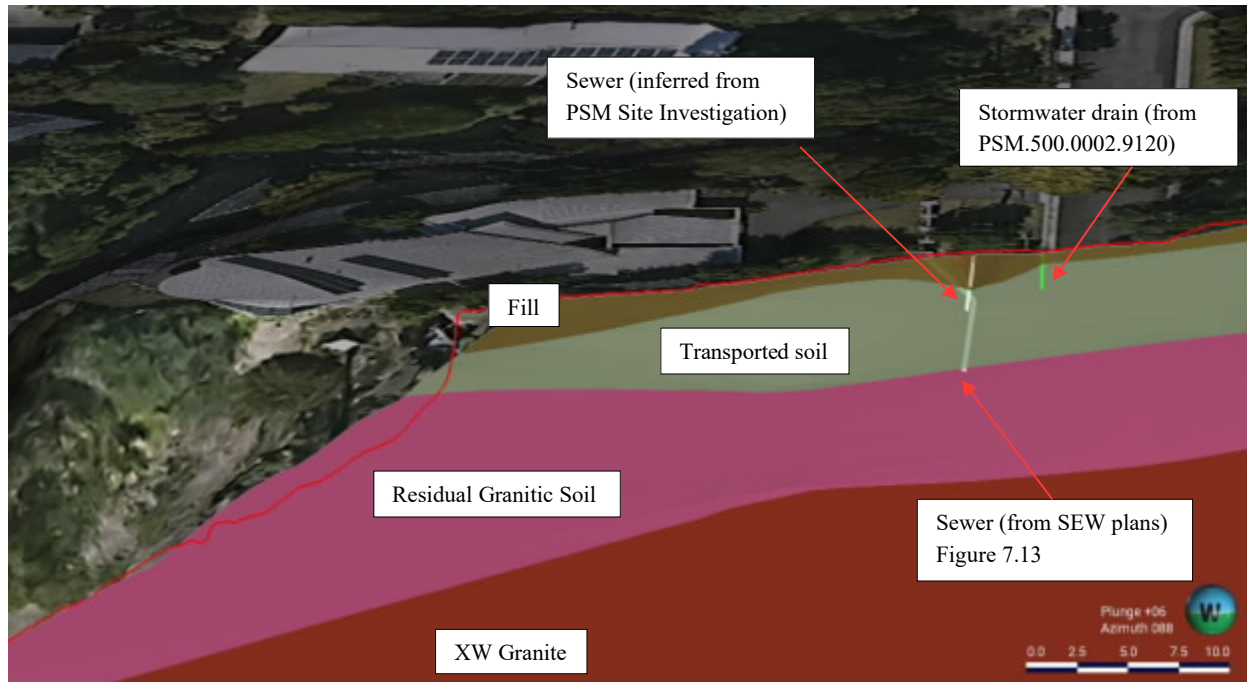 Sewer (inferred from
PSM Site Investigation)
Stormwater drain (from
PSM.500.0002.9120)
Fill
Transported soil
Residual Granitic Soil
Sewer (from SEW plans)
Figure 7.13
XW Granite
Plunge +06
Azimuth 088
W
0.0 2.5 5.0 7.5 10.0